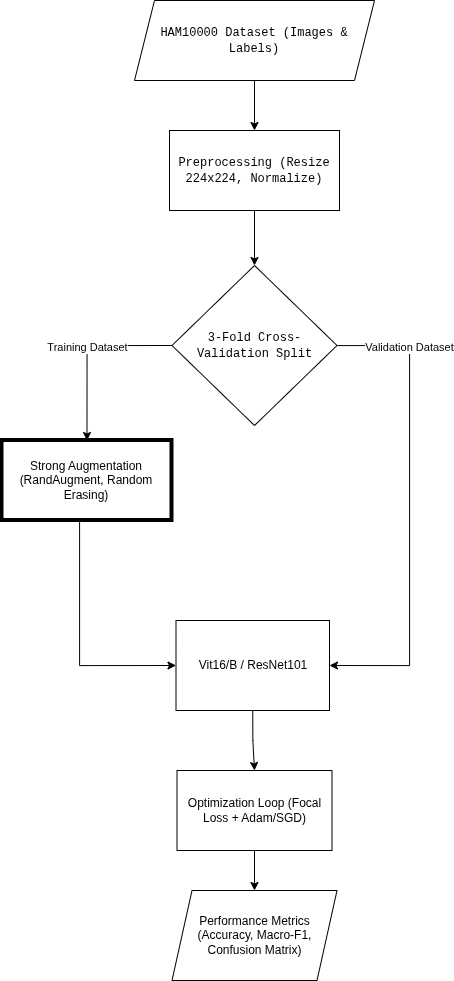 HAM10000 Dataset (Images &
Labels)
Preprocessing (Resize
224x224, Normalize)
3-Fold Cross-
Validation Split
Training Dataset
Validation Dataset
Strong Augmentation
(RandAugment, Random
Erasing)
Vit16/B / ResNet101
Optimization Loop (Focal
Loss + Adam/SGD)
Performance Metrics
(Accuracy, Macro-F1,
Confusion Matrix)